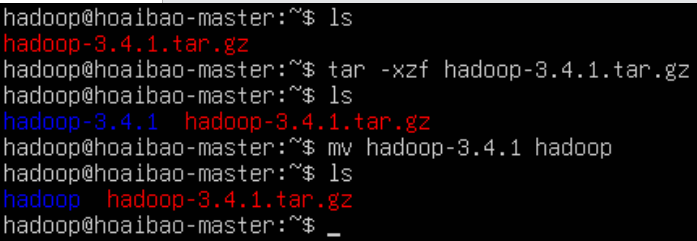 hadoop@hoaibao-master:~$ ls
hadoop-3.4.1.tar.gz
hadoop@hoaibao-master:~$ tar -xzf hadoop-3.4.1.tar.gz
hadoop@hoaibao-master:~$ ls
hadoop-3.4.1  hadoop-3.4.1.tar.gz
hadoop@hoaibao-master:~$ mv hadoop-3.4.1 hadoop
hadoop@hoaibao-master:~$ ls
hadoop  hadoop-3.4.1.tar.gz
hadoop@hoaibao-master:~$ _